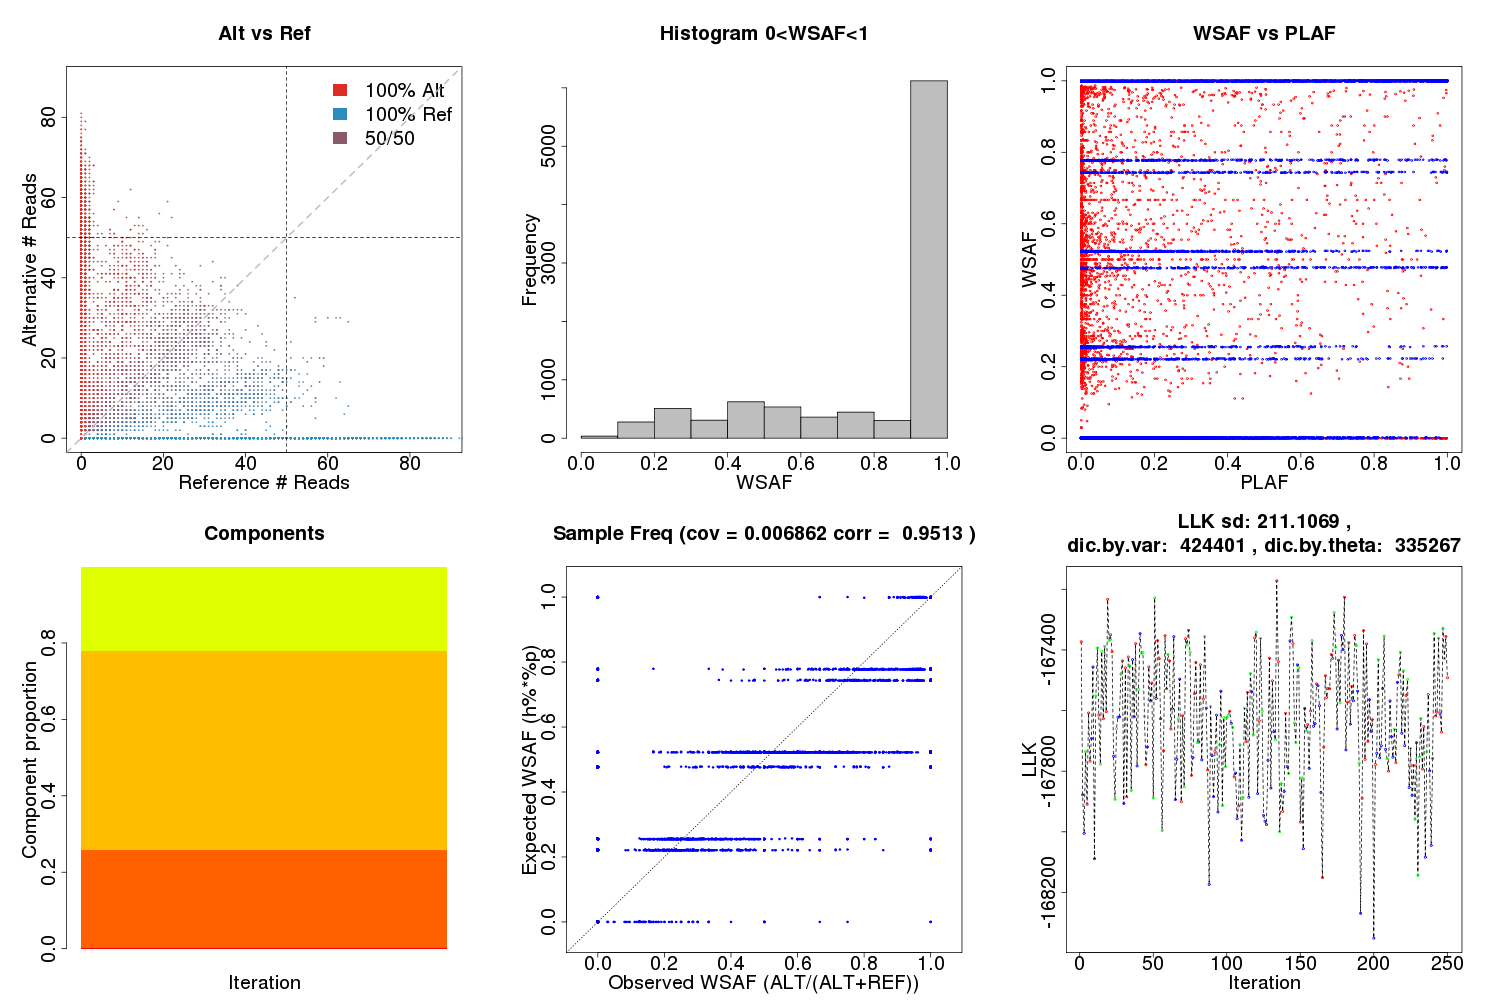 Alt vs Ref
100% Alt
100% Ref
50/50
Alternative # Reads
0 20 40 60 80
0 20 40 60 80
Reference # Reads
Histogram 0<WSAF<1
Frequency
0 1000 3000 5000
0.0 0.2 0.4 0.6 0.8 1.0
WSAF
WSAF vs PLAF
WSAF
0.0 0.2 0.4 0.6 0.8 1.0
0.0 0.2 0.4 0.6 0.8 1.0
PLAF
Components
Component proportion
0.0 0.2 0.4 0.6 0.8
Iteration
Sample Freq (cov = 0.006862 corr = 0.9513 )
Expected WSAF (h%*%p)
0.0 0.2 0.4 0.6 0.8 1.0
0.0 0.2 0.4 0.6 0.8 1.0
Observed WSAF (ALT/(ALT+REF))
LLK sd: 211.1069 ,
dic.by.var: 424401 , dic.by.theta: 335267
LLK
-168200 -167800 -167400
0 50 100 150 200 250
Iteration